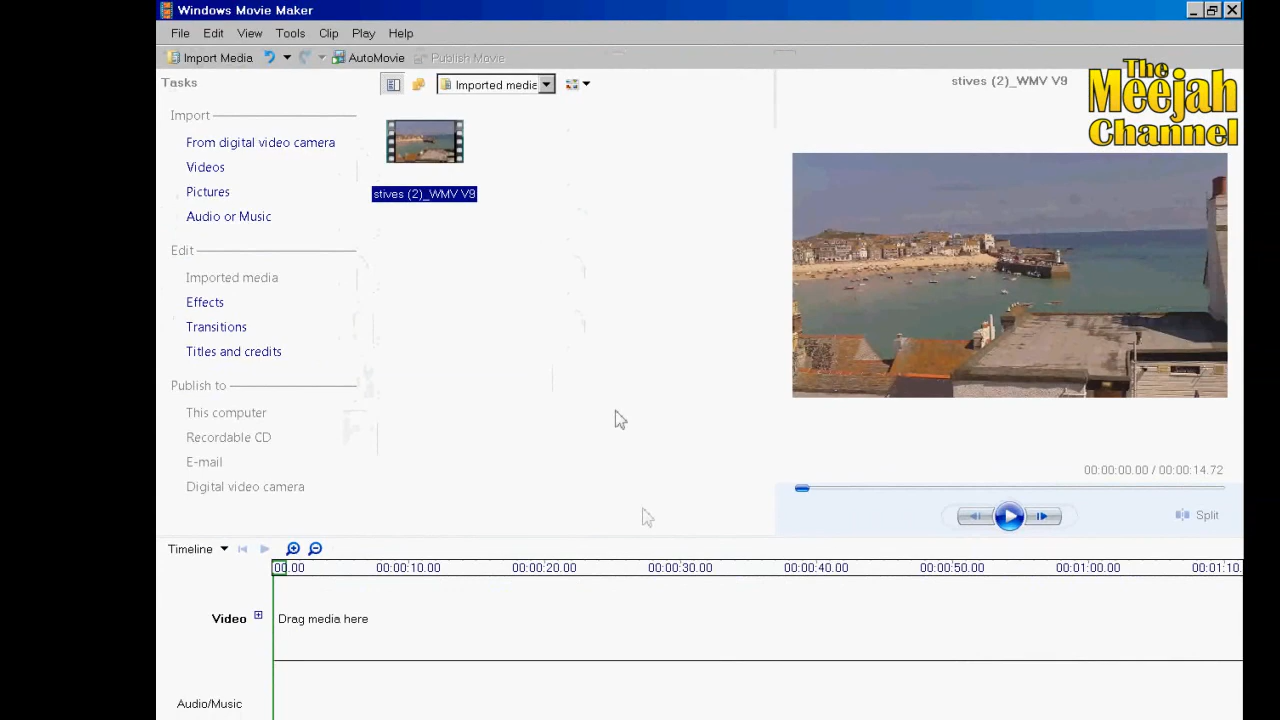 Windows Movie Maker
File Edit View Tools Clip Play Help
Import Media AutoMovie Publish Movie
Tasks
Imported media
stives (2)_WMV V9
The
Meejah
Channel
Import
From digital video camera
Videos
Pictures
Audio or Music
stives (2)_WMV V9
Edit
Imported media
Effects
Transitions
Titles and credits
Publish to
This computer
Recordable CD
E-mail
Digital video camera
00:00:00.00 / 00:00:14.72
Split
Timeline
00.00 00:00:10.00 00:00:20.00 00:00:30.00 00:00:40.00 00:00:50.00 00:01:00.00 00:01:10.
Video
Drag media here
Audio/Music